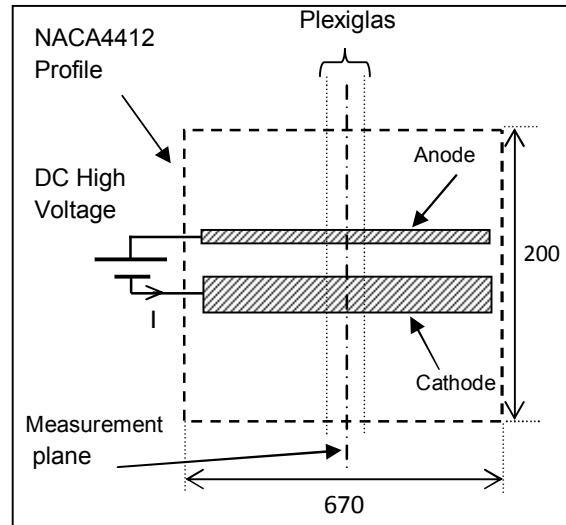 Plexiglas
NACA4412
Profile
Anode
DC High
Voltage
200
I
Cathode
Measurement
plane
670